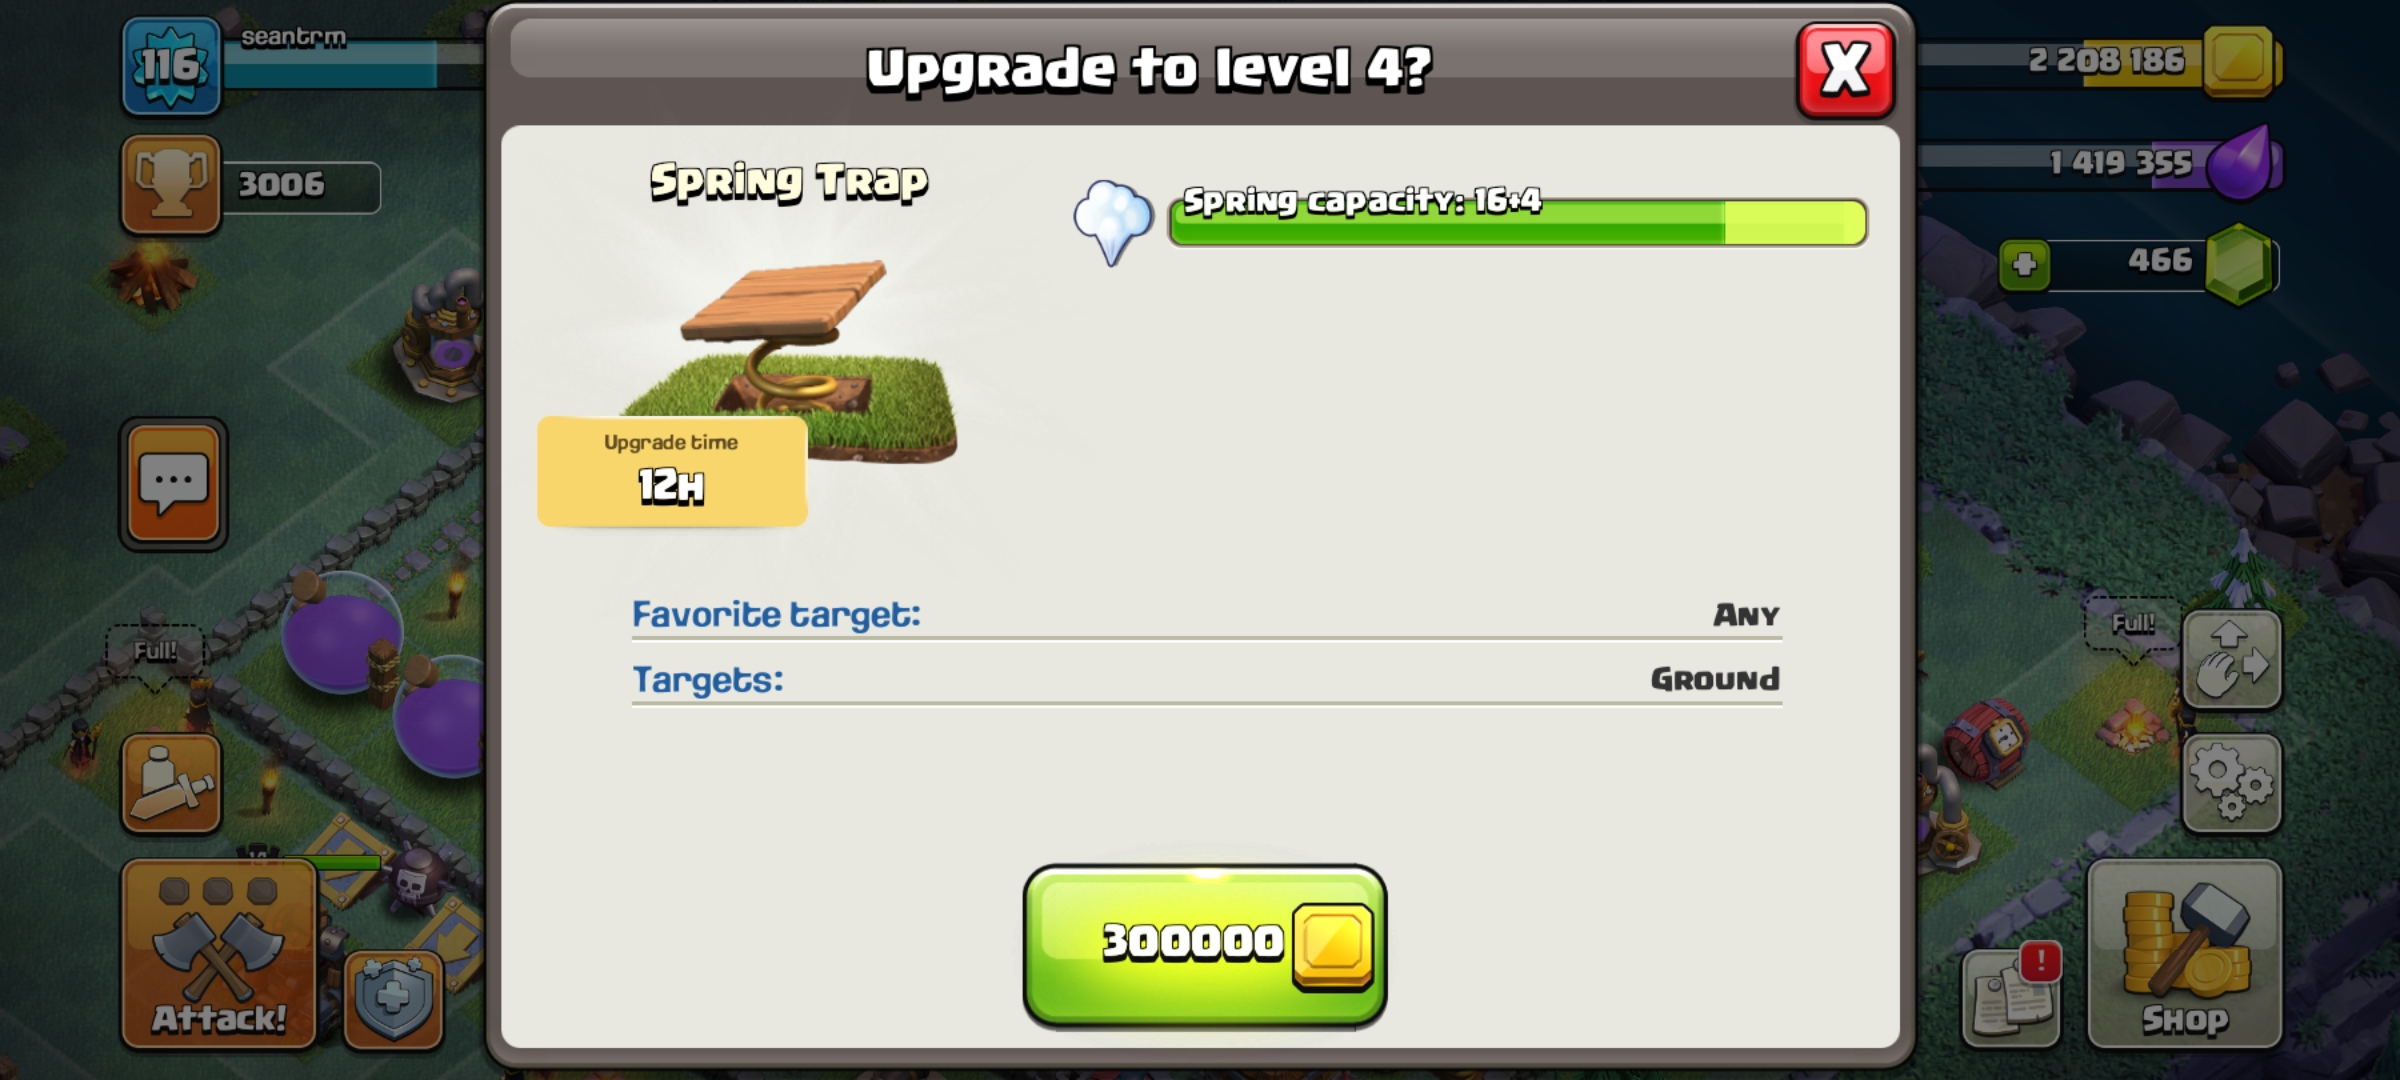 116
seantrm
Upgrade to level 4?
X
2 208 186
3006
Spring Trap
Spring capacity: 16+4
1 419 355
466
Upgrade time
12H
Favorite target:
Any
Targets:
Ground
Full!
Full!
300000
Attack!
!
Shop